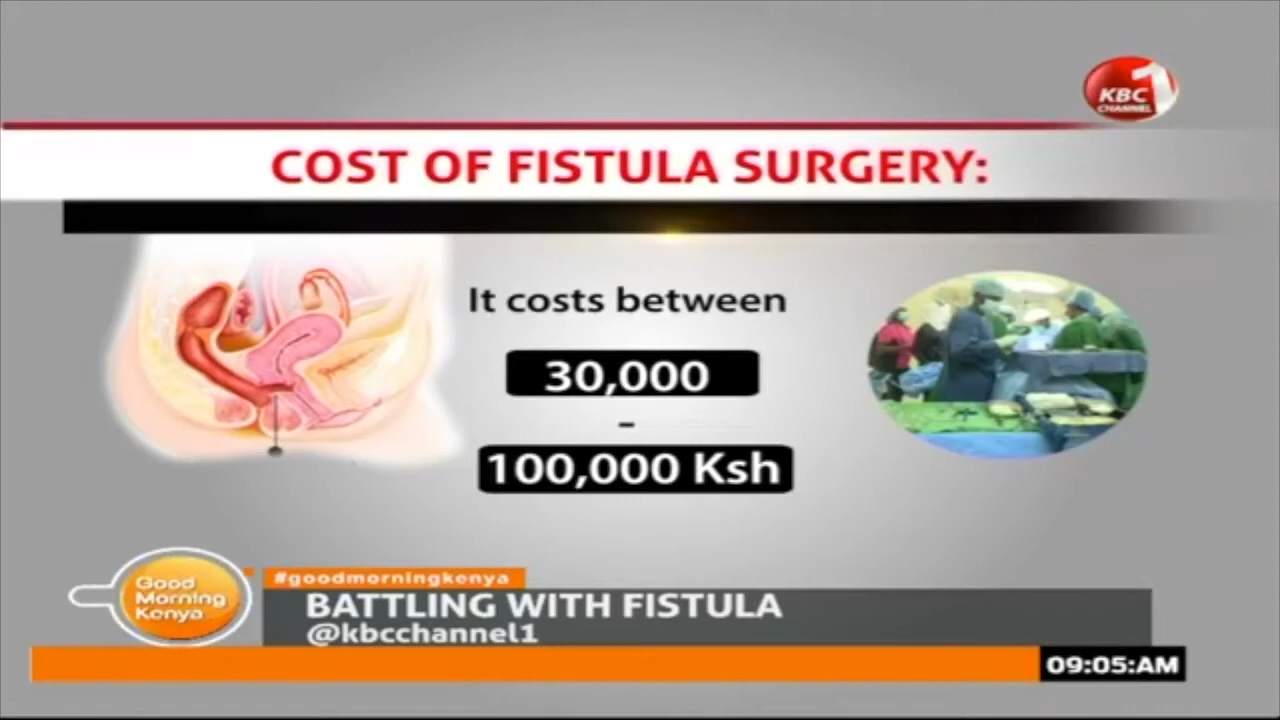 KBC 1
CHANNEL
COST OF FISTULA SURGERY:
It costs between
30,000
-
100,000 Ksh
Good
Morning
Kenya
#goodmorningkenya
BATTLING WITH FISTULA
@kbcchannel1
09:05:AM